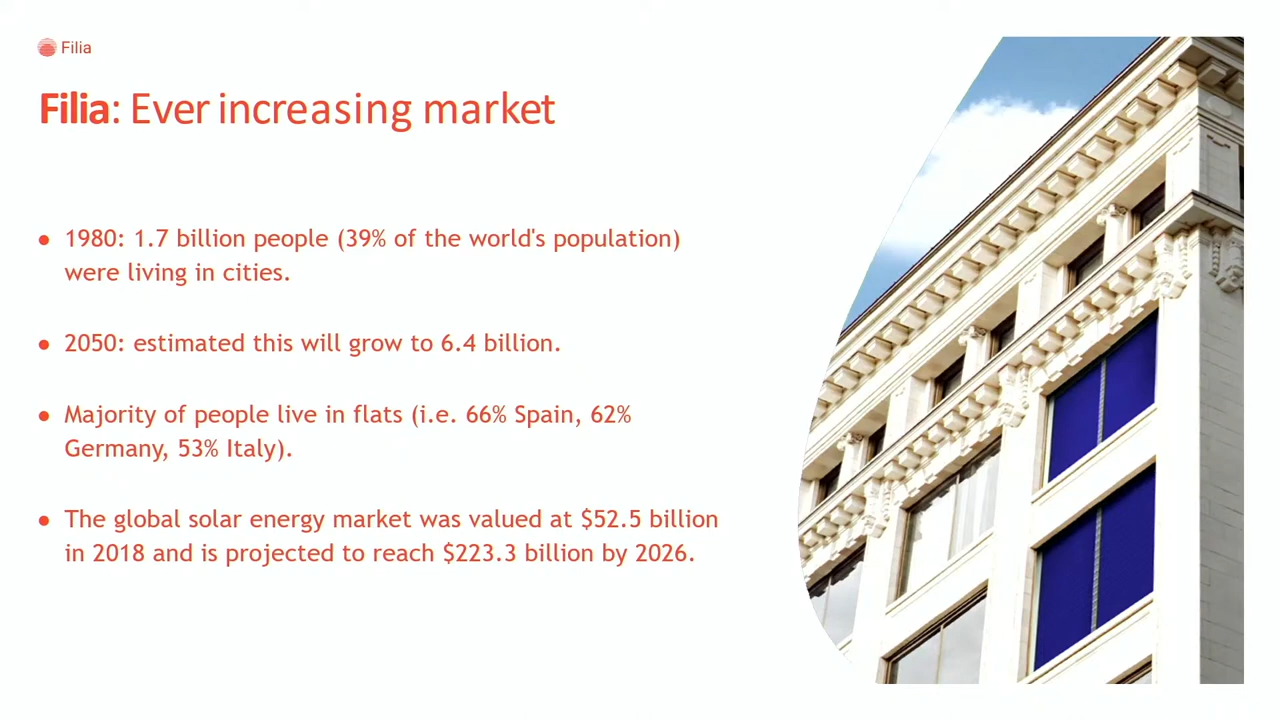 Filia
Filia: Ever increasing market
• 1980: 1.7 billion people (39% of the world's population)
were living in cities.
• 2050: estimated this will grow to 6.4 billion.
• Majority of people live in flats (i.e. 66% Spain, 62%
Germany, 53% Italy).
• The global solar energy market was valued at $52.5 billion
in 2018 and is projected to reach $223.3 billion by 2026.